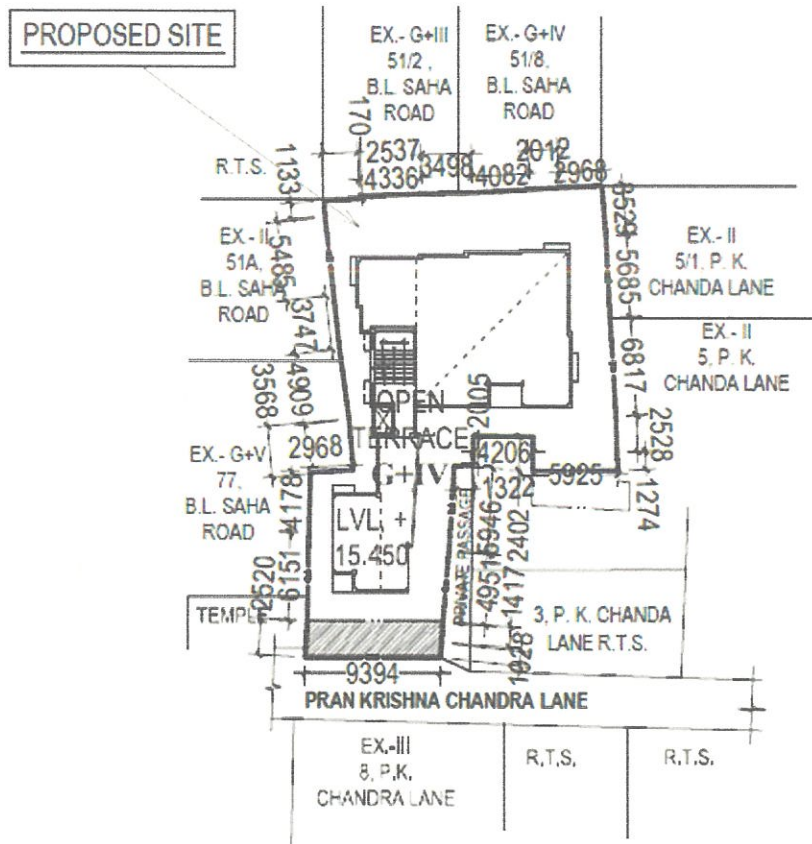 PROPOSED SITE
EX.- G+III
51/2,
B.L. SAHA
ROAD
EX.- G+IV
51/8,
B.L. SAHA
ROAD
170
2537
3498
2012
4336
4082
2968
1133
R.T.S.
EX.- II
51A,
B.L. SAHA
ROAD
5485
3747
4909
3568
2968
3529
5685
6817
2528
1274
EX.- II
5/1, P. K.
CHANDA LANE
EX.- II
5, P. K.
CHANDA LANE
OPEN
TERRACE
G+IV
2005
4206
1322
5925
EX.- G+V
77,
B.L. SAHA
ROAD
4178
6151
2520
LVL +
15.450
PRIVATE PASSAGE
5946
4951
2402
1417
1928
TEMPLE
3, P. K. CHANDA
LANE R.T.S.
9394
PRAN KRISHNA CHANDRA LANE
EX.-III
8, P.K.
CHANDRA LANE
R.T.S.
R.T.S.